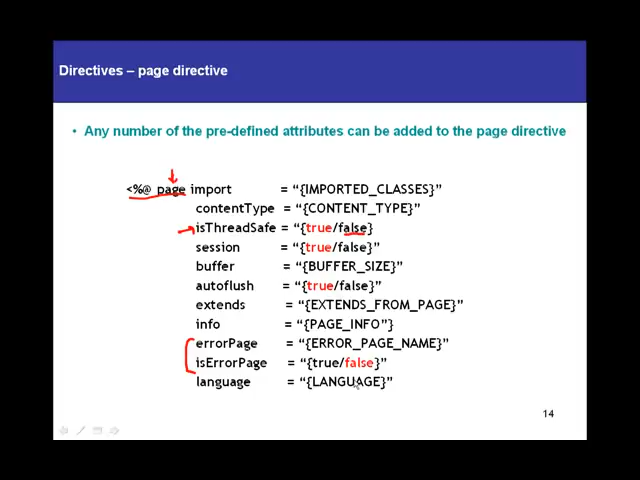 Directives – page directive
• Any number of the pre-defined attributes can be added to the page directive
<%@ page import = “{IMPORTED_CLASSES}”
contentType = “{CONTENT_TYPE}”
isThreadSafe = “{true/false}
session = “{true/false}”
buffer = “{BUFFER_SIZE}”
autoflush = “{true/false}”
extends = “{EXTENDS_FROM_PAGE}”
info = “{PAGE_INFO”}
errorPage = “{ERROR_PAGE_NAME}”
isErrorPage = “{true/false}”
language = “{LANGUAGE}”
14